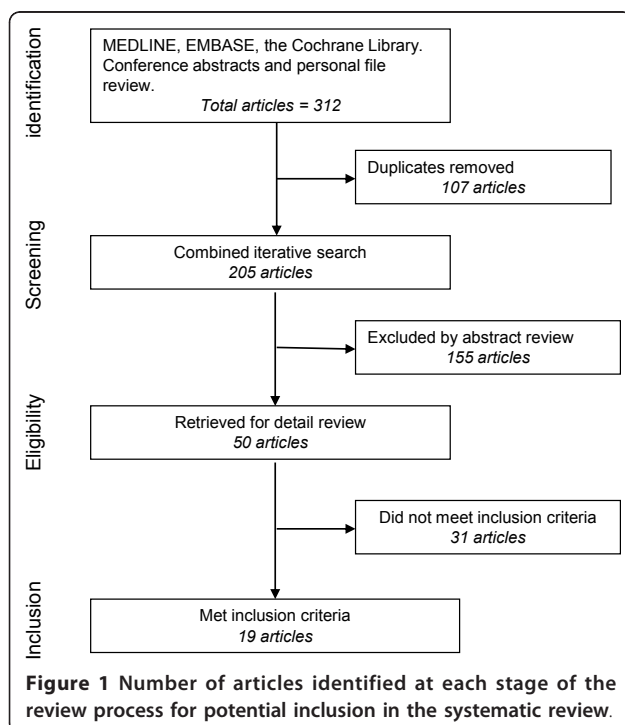 identification
MEDLINE, EMBASE, the Cochrane Library.
Conference abstracts and personal file
review.
Total articles = 312
Duplicates removed
107 articles
Screening
Combined iterative search
205 articles
Excluded by abstract review
155 articles
Eligibility
Retrieved for detail review
50 articles
Did not meet inclusion criteria
31 articles
Inclusion
Met inclusion criteria
19 articles
Figure 1 Number of articles identified at each stage of the
review process for potential inclusion in the systematic review.